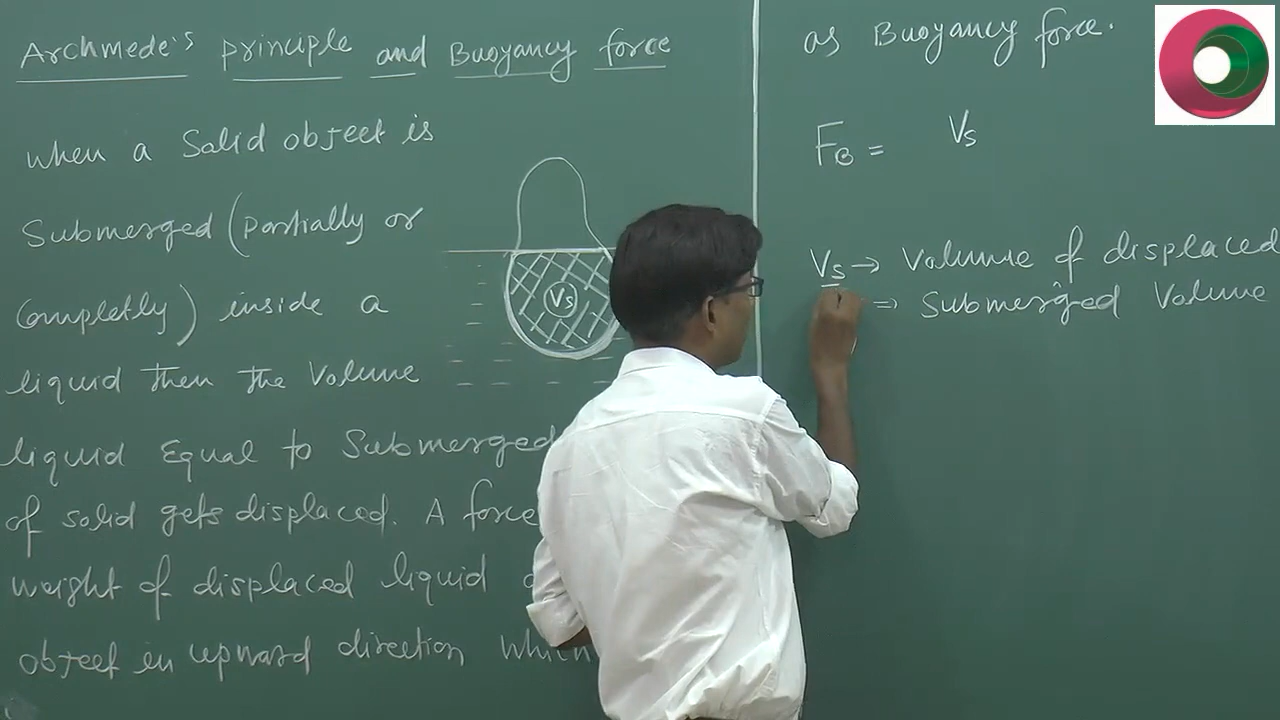 Archmede's principle and Buoyancy force
when a Solid object is
Submerged (partially or
Completly) inside a
liquid then the Volume
liquid Equal to Submerged
of solid gets displaced. A force
weight of displaced liquid
object in upward direction which
Vs
as Buoyancy force.
FB = Vs
Vs → Volume of displaced
⇒ Submerged Volume